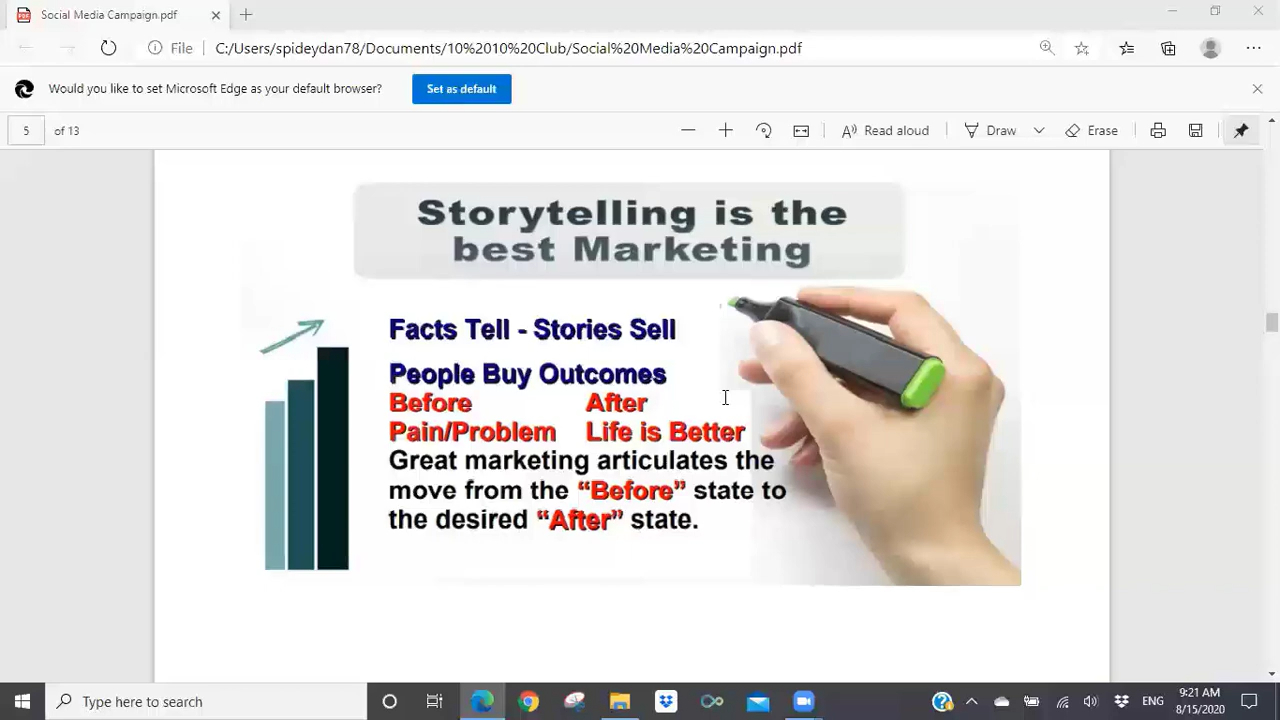 Social Media Campaign.pdf
File C:/Users/spideydan78/Documents/10%2010%20Club/Social%20Media%20Campaign.pdf
Would you like to set Microsoft Edge as your default browser? Set as default
5 of 13 Read aloud Draw Erase
Storytelling is the
best Marketing
Facts Tell - Stories Sell
People Buy Outcomes
Before After
Pain/Problem Life is Better
Great marketing articulates the
move from the “Before” state to
the desired “After” state.
Type here to search
ENG
9:21 AM
8/15/2020